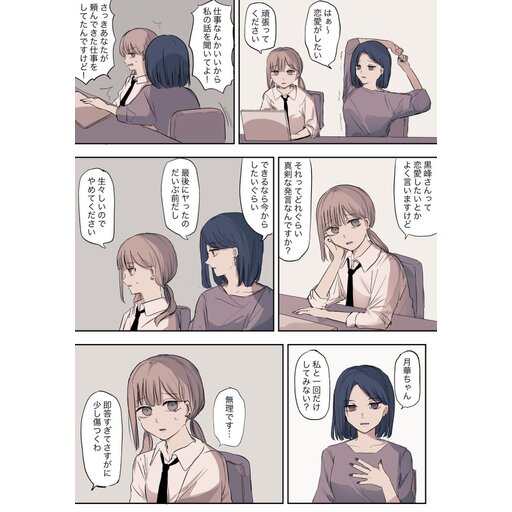 はぁ〜
恋愛がしたい
頑張って
ください
仕事なんかいいから
私の話を聞いてよ！
さっきあなたが
頼んできた仕事を
してたんですけど！
黒峰さんって
恋愛したいとか
よく言いますけど
それってどれぐらい
真剣な発言なんですか？
できるなら今から
したいぐらい
最後にヤったの
だいぶ前だし
生々しいので
やめてください
月華ちゃん
私と一回だけ
してみない？
無理です…
即答すぎてさすがに
少し傷つくわ